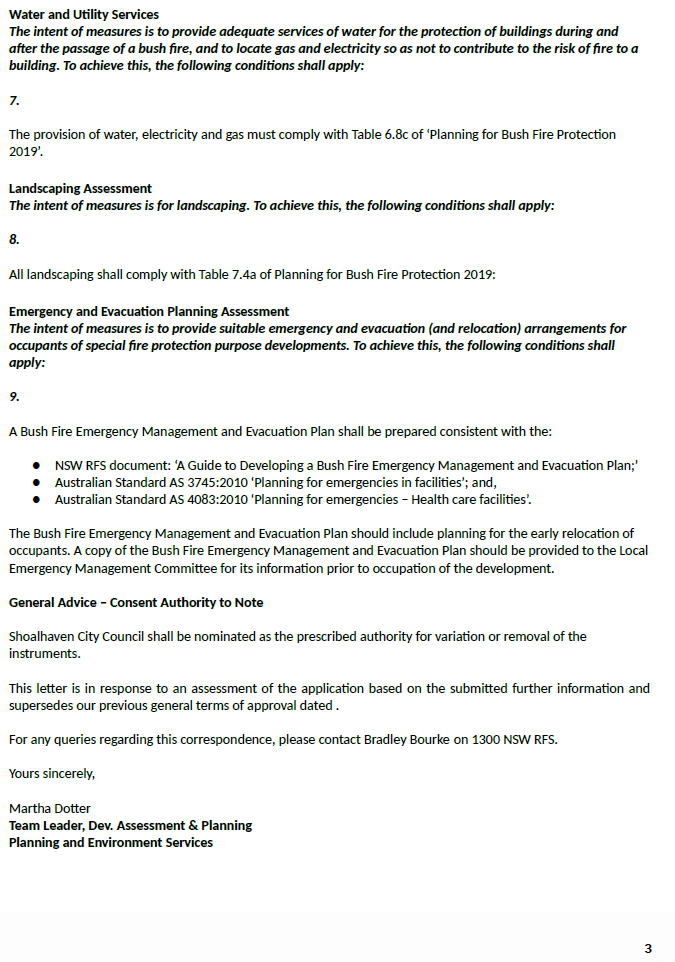 Water and Utility Services
The intent of measures is to provide adequate services of water for the protection of buildings during and
after the passage of a bush fire, and to locate gas and electricity so as not to contribute to the risk of fire to a
building. To achieve this, the following conditions shall apply:
7.
The provision of water, electricity and gas must comply with Table 6.8c of ‘Planning for Bush Fire Protection
2019’.
Landscaping Assessment
The intent of measures is for landscaping. To achieve this, the following conditions shall apply:
8.
All landscaping shall comply with Table 7.4a of Planning for Bush Fire Protection 2019:
Emergency and Evacuation Planning Assessment
The intent of measures is to provide suitable emergency and evacuation (and relocation) arrangements for
occupants of special fire protection purpose developments. To achieve this, the following conditions shall
apply:
9.
A Bush Fire Emergency Management and Evacuation Plan shall be prepared consistent with the:
● NSW RFS document: ‘A Guide to Developing a Bush Fire Emergency Management and Evacuation Plan;'
● Australian Standard AS 3745:2010 ‘Planning for emergencies in facilities’; and,
● Australian Standard AS 4083:2010 ‘Planning for emergencies – Health care facilities’.
The Bush Fire Emergency Management and Evacuation Plan should include planning for the early relocation of
occupants. A copy of the Bush Fire Emergency Management and Evacuation Plan should be provided to the Local
Emergency Management Committee for its information prior to occupation of the development.
General Advice – Consent Authority to Note
Shoalhaven City Council shall be nominated as the prescribed authority for variation or removal of the
instruments.
This letter is in response to an assessment of the application based on the submitted further information and
supersedes our previous general terms of approval dated .
For any queries regarding this correspondence, please contact Bradley Bourke on 1300 NSW RFS.
Yours sincerely,
Martha Dotter
Team Leader, Dev. Assessment & Planning
Planning and Environment Services
3